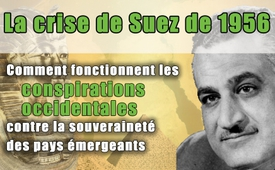 La crise de Suez de 1956
Comment fonctionnent les
conspirations
occidentales
contre la souveraineté
des pays émergeants